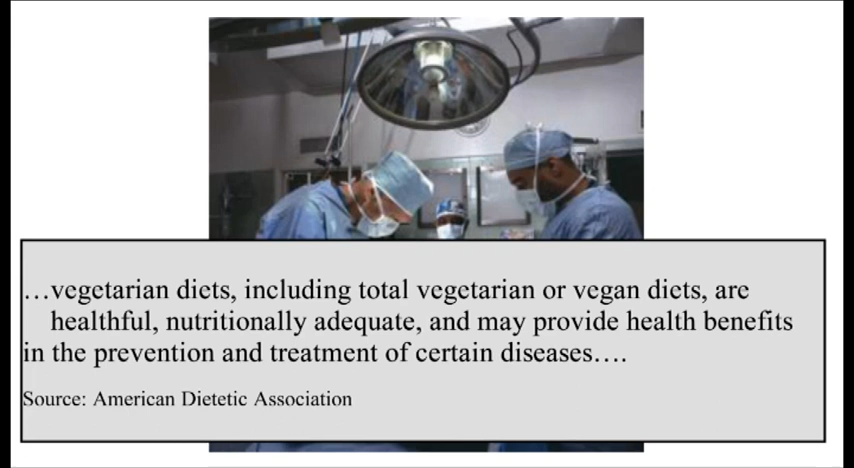 …vegetarian diets, including total vegetarian or vegan diets, are
healthful, nutritionally adequate, and may provide health benefits
in the prevention and treatment of certain diseases….
Source: American Dietetic Association